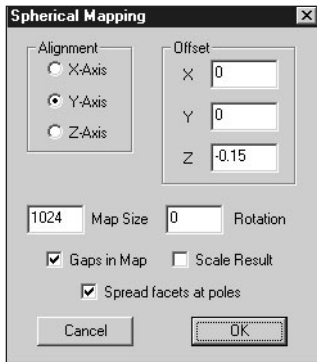 Spherical Mapping
Alignment
X-Axis
Y-Axis
Z-Axis
Offset
X 0
Y 0
Z -0.15
1024 Map Size 0 Rotation
Gaps in Map Scale Result
Spread facets at poles
Cancel OK